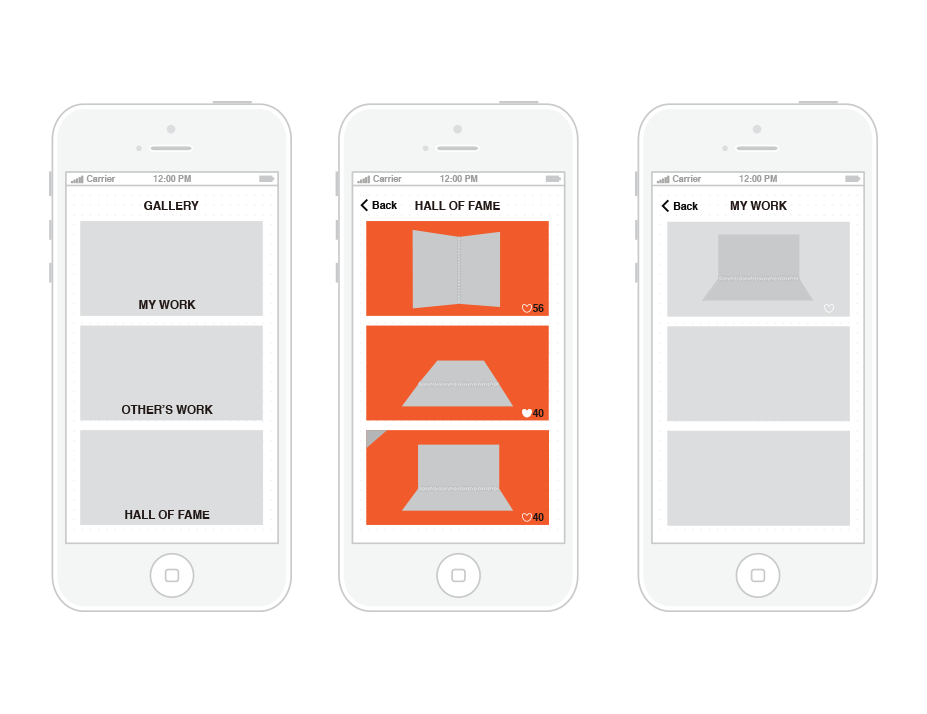 Carrier 12:00 PM
GALLERY
MY WORK
OTHER'S WORK
HALL OF FAME
Carrier 12:00 PM
Back HALL OF FAME
56
40
40
Carrier 12:00 PM
Back MY WORK